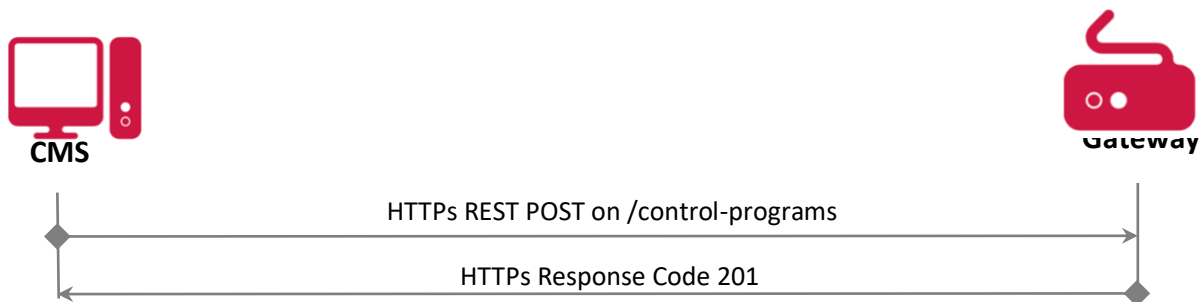 CMS
Gateway
HTTPs REST POST on /control-programs
HTTPs Response Code 201